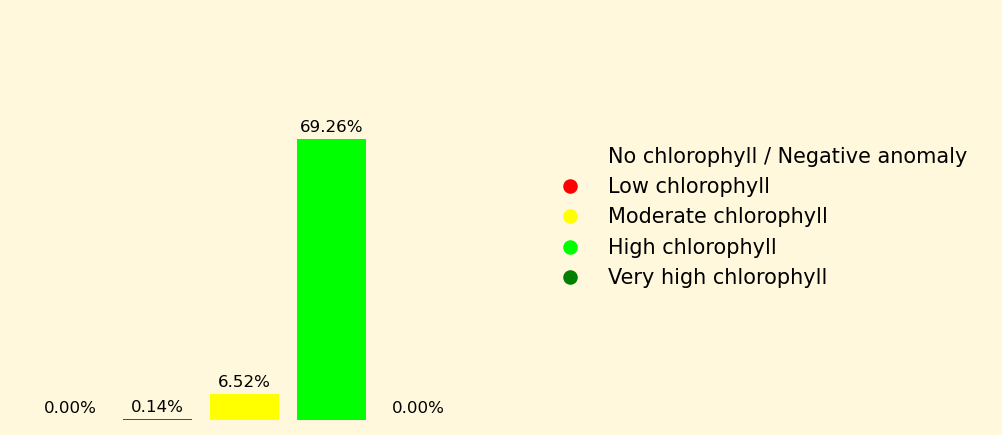 69.26%
6.52%
0.14%
0.00%
0.00%
No chlorophyll / Negative anomaly
Low chlorophyll
Moderate chlorophyll
High chlorophyll
Very high chlorophyll